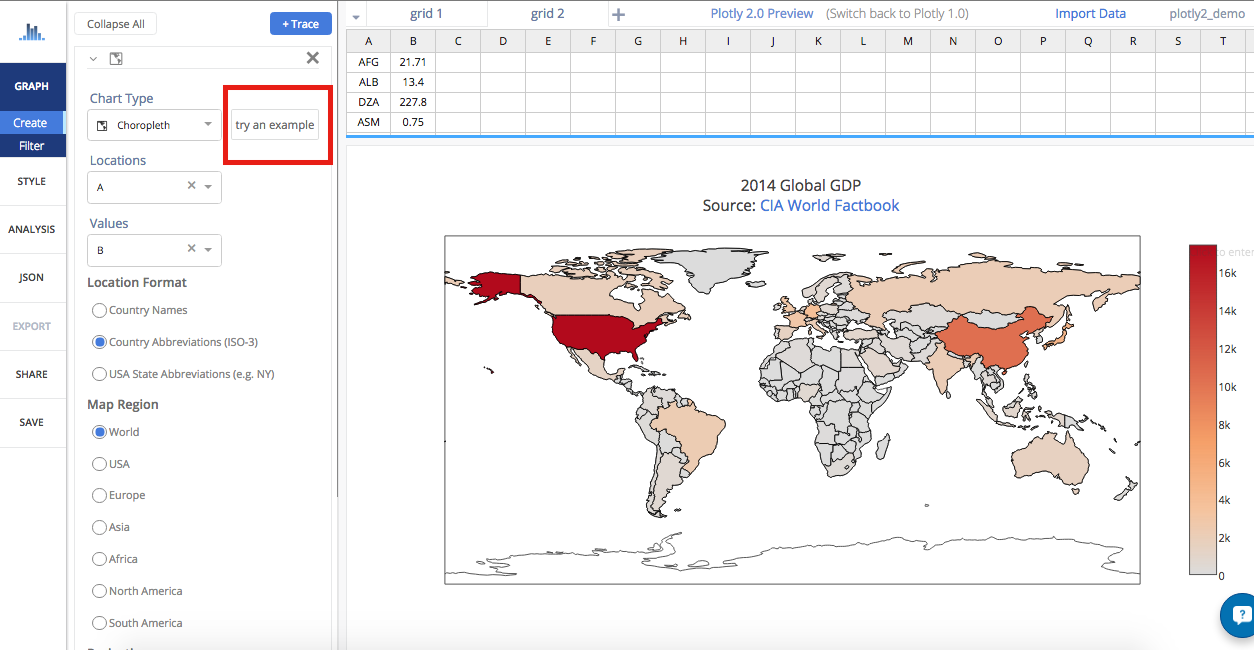 Collapse All
+ Trace
grid 1
grid 2
Plotly 2.0 Preview (Switch back to Plotly 1.0)
Import Data
plotly2_demo
GRAPH
Create
Filter
STYLE
ANALYSIS
JSON
EXPORT
SHARE
SAVE
Chart Type
Choropleth
try an example
Locations
A
Values
B
Location Format
Country Names
Country Abbreviations (ISO-3)
USA State Abbreviations (e.g. NY)
Map Region
World
USA
Europe
Asia
Africa
North America
South America
A B C D E F G H I J K L M N O P Q R S T
AFG 21.71
ALB 13.4
DZA 227.8
ASM 0.75
2014 Global GDP
Source: CIA World Factbook
to enter
16k
14k
12k
10k
8k
6k
4k
2k
0